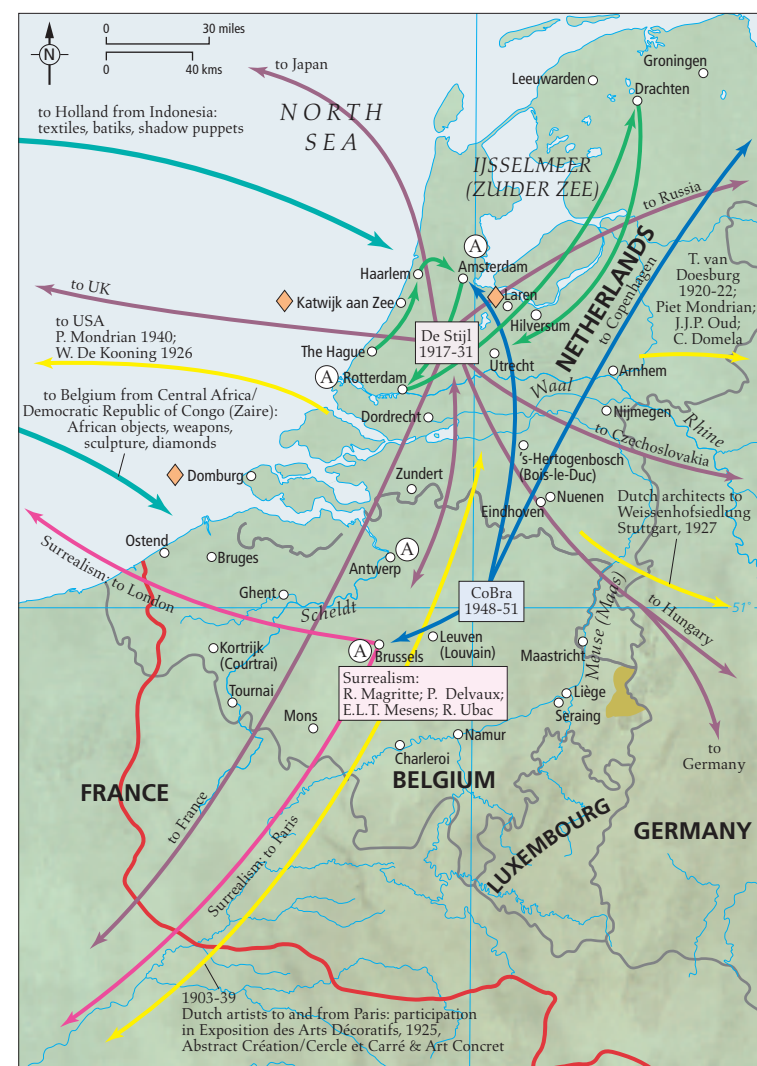 0 30 miles
N
0 40 kms
to Japan
Groningen
Leeuwarden
Drachten
to Holland from Indonesia:
textiles, batiks, shadow puppets
NORTH
SEA
IJSSELMEER
(ZUIDER ZEE)
to Russia
A
Haarlem
Amsterdam
to UK
Katwijk aan Zee
Laren
Hilversum
NETHERLANDS
to Copenhagen
T. van
Doesburg
1920-22;
Piet Mondrian;
J.J.P. Oud;
C. Domela
to USA
P. Mondrian 1940;
W. De Kooning 1926
De Stijl
1917-31
The Hague
Utrecht
A
Rotterdam
Arnhem
Waal
Dordrecht
Nijmegen
Rhine
to Belgium from Central Africa/
Democratic Republic of Congo (Zaire):
African objects, weapons,
sculpture, diamonds
to Czechoslovakia
's-Hertogenbosch
(Bois-le-Duc)
Domburg
Zundert
Nuenen
Eindhoven
Dutch architects to
Weissenhofsiedlung
Stuttgart, 1927
Ostend
Bruges
A
Antwerp
Surrealism: to London
Ghent
Scheldt
CoBra
1948-51
Meuse (Maas)
51°
to Hungary
Kortrijk
(Courtrai)
A
Brussels
Leuven
(Louvain)
Maastricht
Surrealism:
R. Magritte; P. Delvaux;
E.L.T. Mesens; R. Ubac
Tournai
Liège
Seraing
Mons
Namur
Charleroi
to
Germany
BELGIUM
FRANCE
to France
Surrealism: to Paris
LUXEMBOURG
GERMANY
1903-39
Dutch artists to and from Paris: participation
in Exposition des Arts Décoratifs, 1925,
Abstract Création/Cercle et Carré & Art Concret